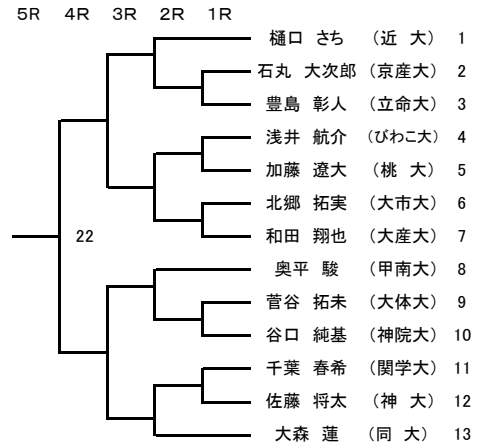 5R 4R 3R 2R 1R
樋口 さち (近 大) 1
石丸 大次郎 (京産大) 2
豊島 彰人 (立命大) 3
浅井 航介 (びわこ大) 4
加藤 遼大 (桃 大) 5
北郷 拓実 (大市大) 6
22 和田 翔也 (大産大) 7
奥平 駿 (甲南大) 8
菅谷 拓未 (大体大) 9
谷口 純基 (神院大) 10
千葉 春希 (関学大) 11
佐藤 将太 (神 大) 12
大森 蓮 (同 大) 13